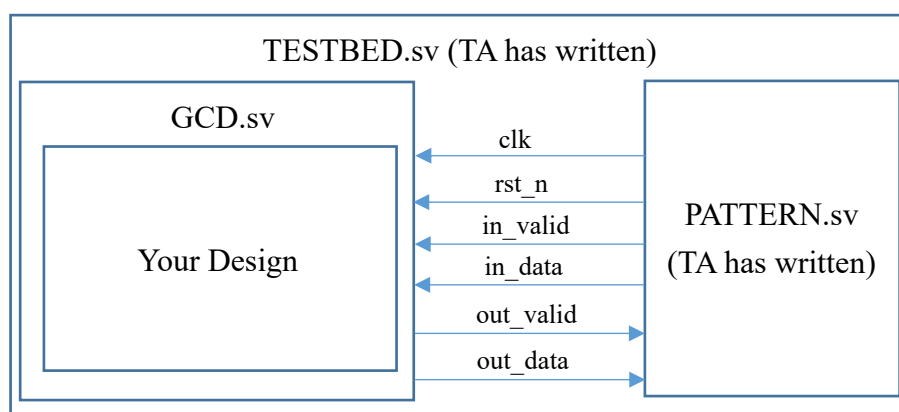 TESTBED.sv (TA has written)
GCD.sv
Your Design
clk
rst_n
in_valid
in_data
out_valid
out_data
PATTERN.sv
(TA has written)